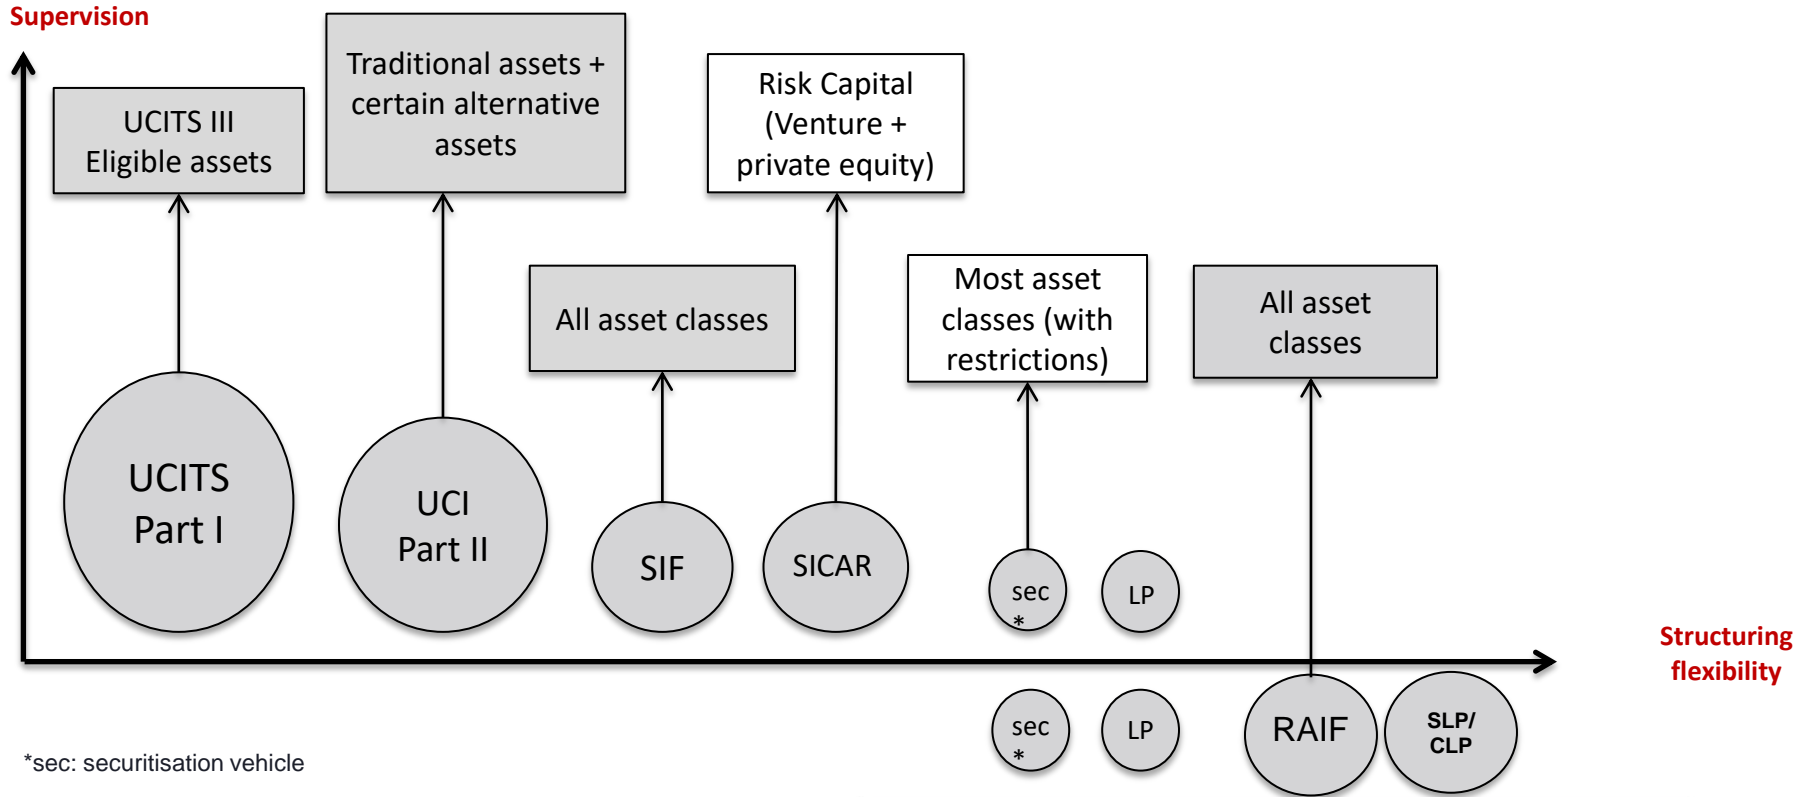 Supervision
UCITS III
Eligible assets
Traditional assets +
certain alternative
assets
Risk Capital
(Venture +
private equity)
All asset classes
Most asset
classes (with
restrictions)
All asset
classes
UCITS
Part I
UCI
Part II
SIF
SICAR
sec
*
LP
Structuring
flexibility
sec
*
LP
RAIF
SLP/
CLP
*sec: securitisation vehicle